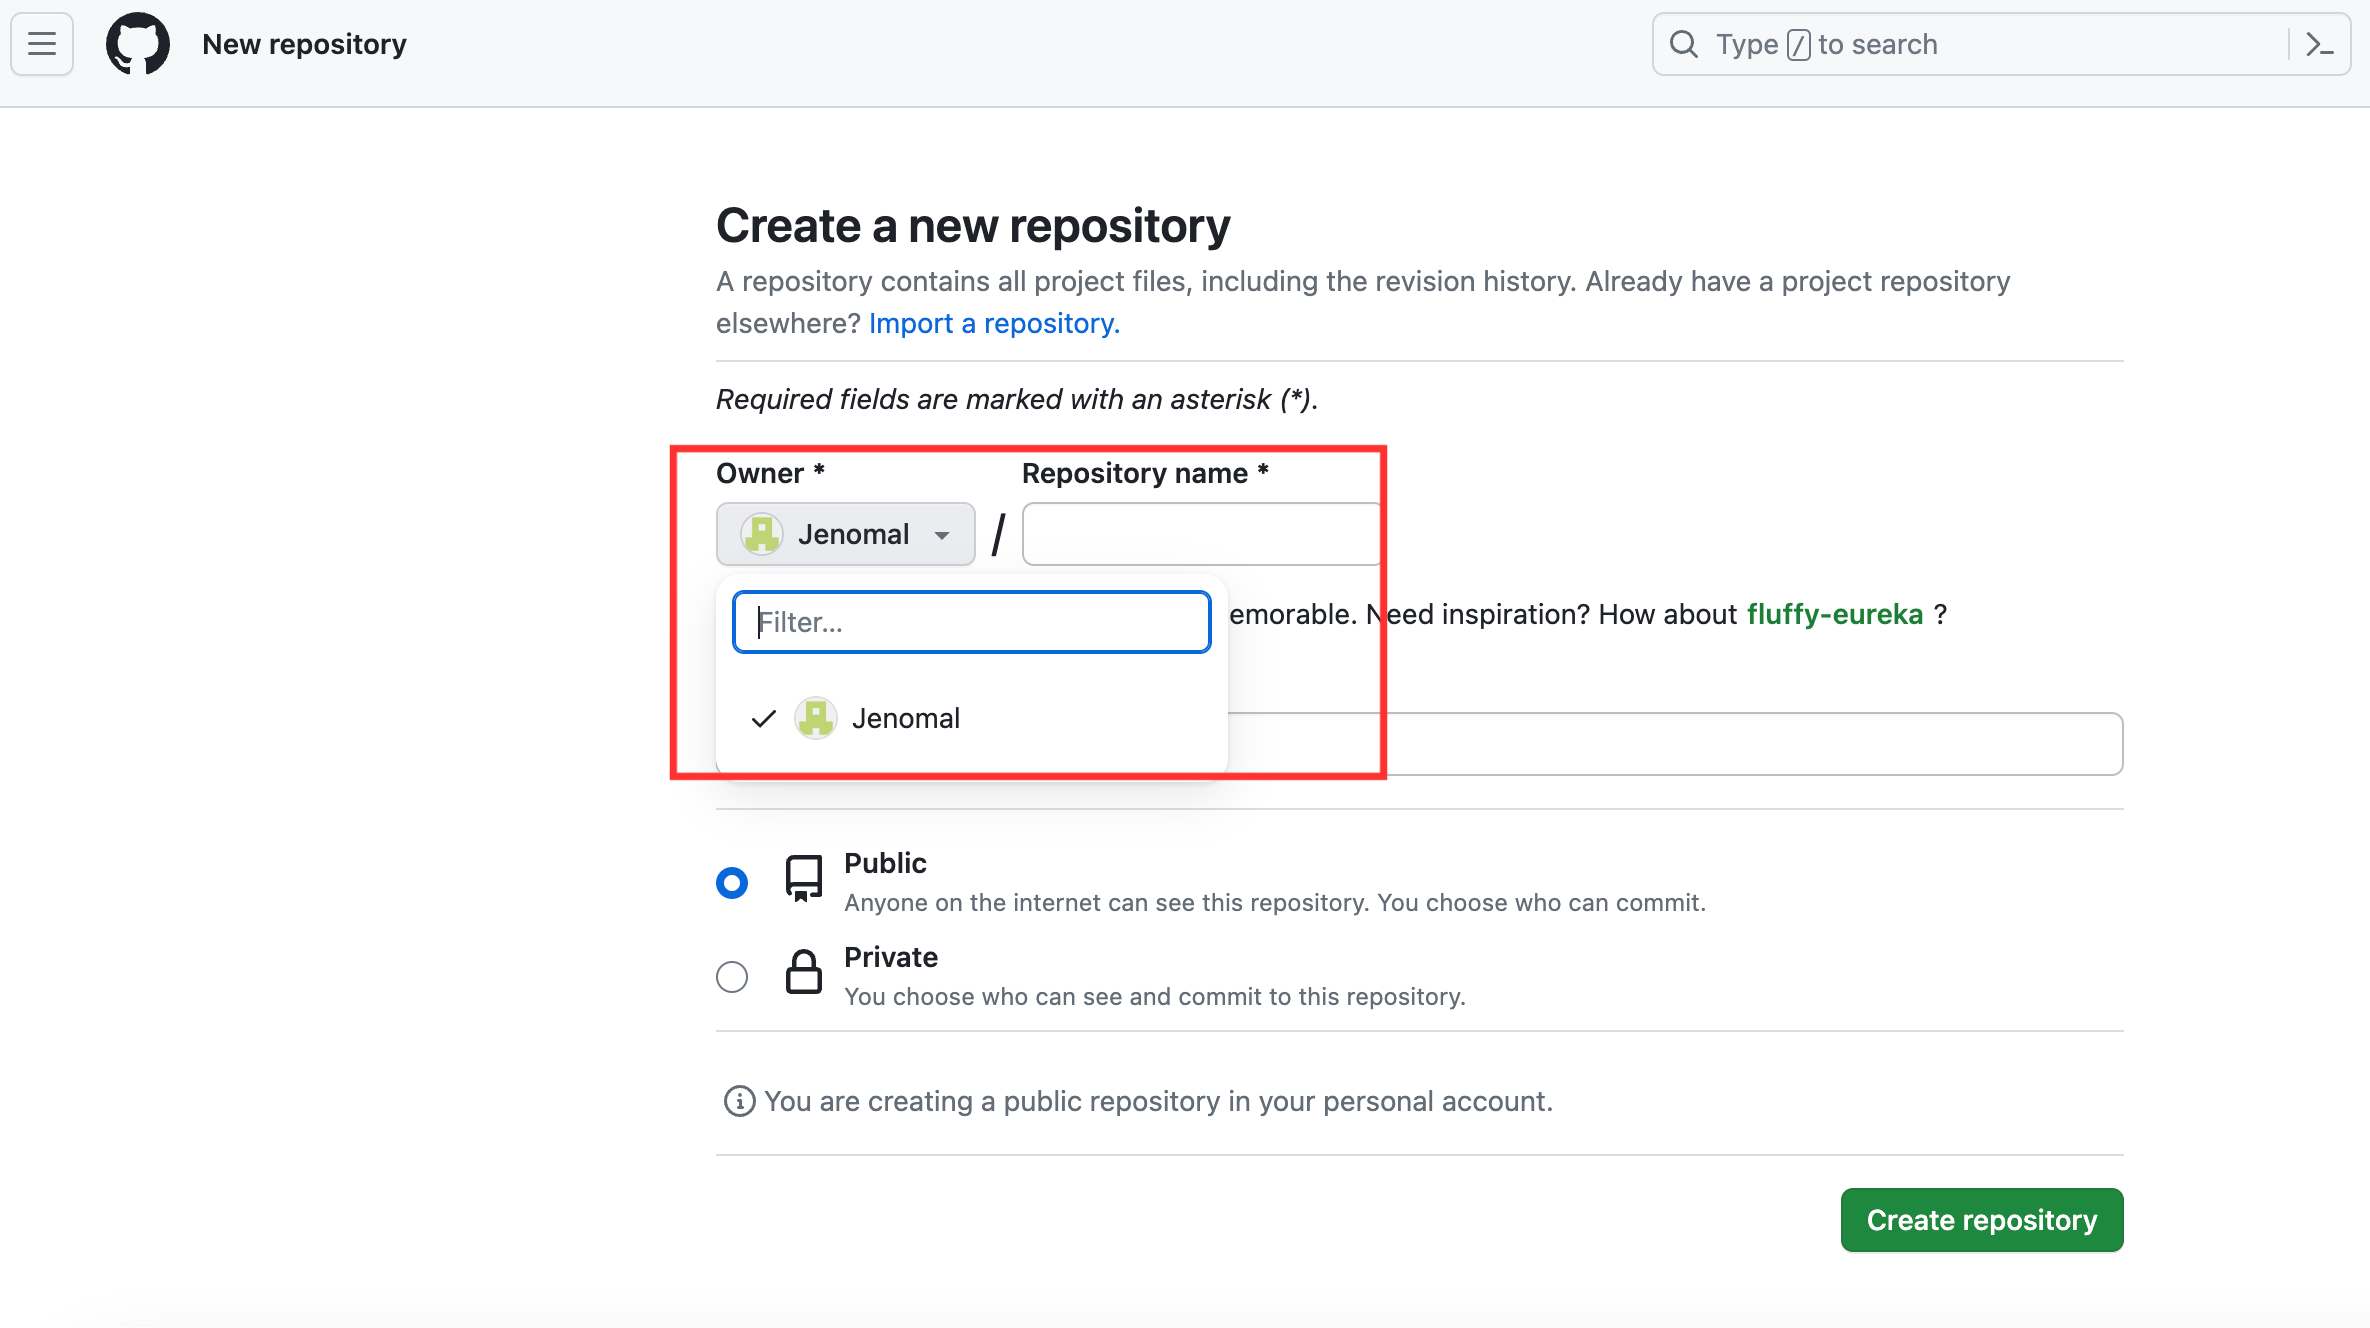 New repository
Type / to search
Create a new repository
A repository contains all project files, including the revision history. Already have a project repository
elsewhere? Import a repository.
Required fields are marked with an asterisk (*).
Owner *
Repository name *
Jenomal
/
Filter...
emorable. Need inspiration? How about fluffy-eureka ?
Jenomal
Public
Anyone on the internet can see this repository. You choose who can commit.
Private
You choose who can see and commit to this repository.
You are creating a public repository in your personal account.
Create repository